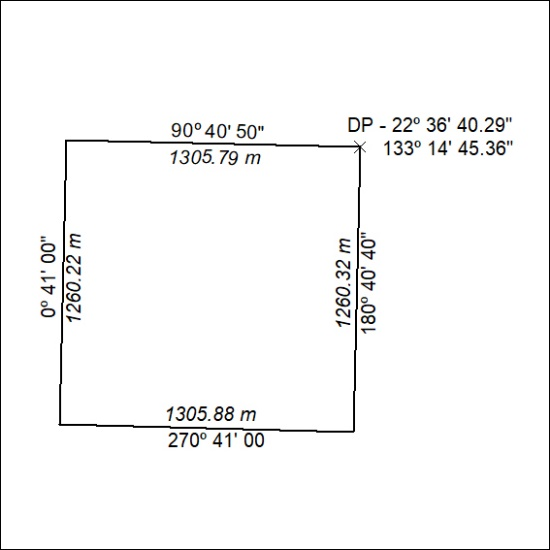 90º 40' 50"
1305.79 m
DP - 22º 36' 40.29"
133º 14' 45.36"
0º 41' 00"
1260.22 m
1260.32 m
180º 40' 40"
1305.88 m
270º 41' 00